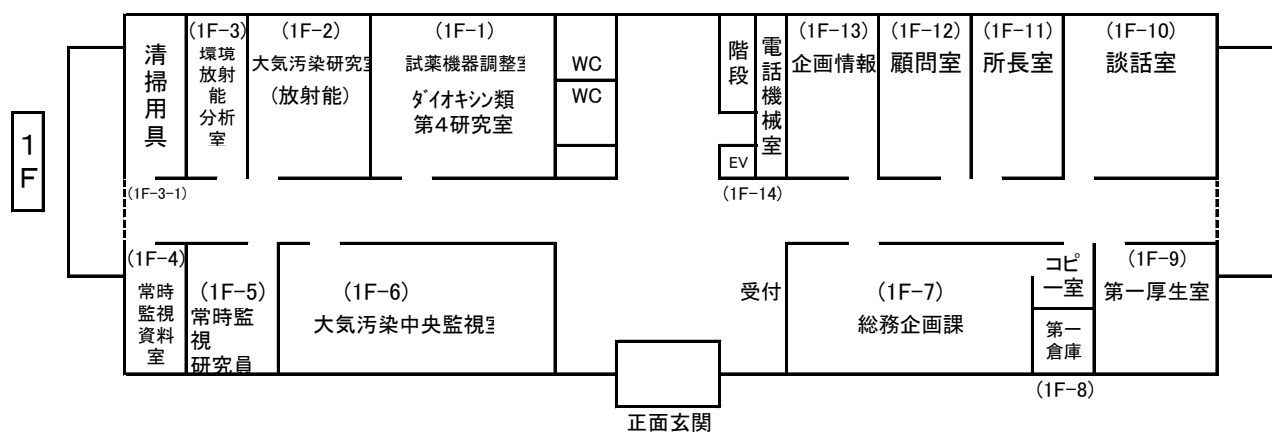 1F
清掃用具
(1F-3)
環境
放射
能
分析
室
(1F-2)
大気汚染研究室
(放射能)
(1F-1)
試薬機器調整室
ダイオキシン類
第4研究室
WC
WC
階段
EV
電話機械室
(1F-13)
企画情報
(1F-12)
顧問室
(1F-11)
所長室
(1F-10)
談話室
(1F-3-1)
(1F-14)
(1F-4)
常時
監視
資料
室
(1F-5)
常時監
視
研究員
(1F-6)
大気汚染中央監視室
受付
(1F-7)
総務企画課
コピ
ー室
第一
倉庫
(1F-8)
(1F-9)
第一厚生室
正面玄関